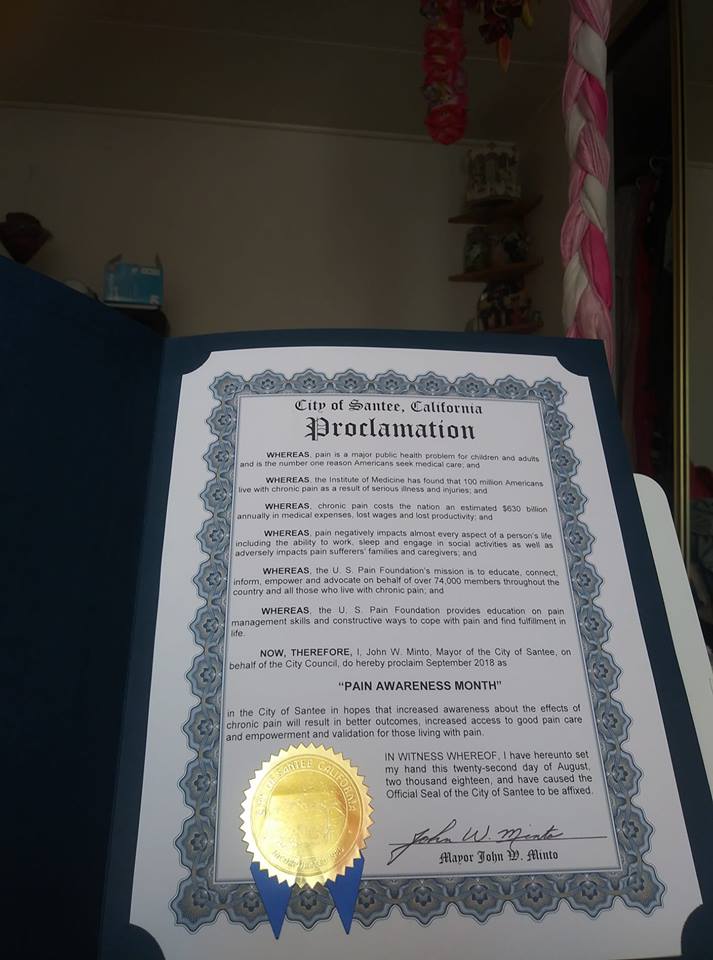 City of Santee, California
Proclamation
WHEREAS, pain is a major public health problem for children and adults
and is the number one reason Americans seek medical care; and
WHEREAS, the Institute of Medicine has found that 100 million Americans
live with chronic pain as a result of serious illness and injuries; and
WHEREAS, chronic pain costs the nation an estimated $630 billion
annually in medical expenses, lost wages and lost productivity; and
WHEREAS, pain negatively impacts almost every aspect of a person's life
including the ability to work, sleep and engage in social activities as well as
adversely impacts pain sufferers' families and caregivers; and
WHEREAS, the U. S. Pain Foundation's mission is to educate, connect,
inform, empower and advocate on behalf of over 74,000 members throughout the
country and all those who live with chronic pain; and
WHEREAS, the U. S. Pain Foundation provides education on pain
management skills and constructive ways to cope with pain and find fulfillment in
life.
NOW, THEREFORE, I, John W. Minto, Mayor of the City of Santee, on
behalf of the City Council, do hereby proclaim September 2018 as
"PAIN AWARENESS MONTH"
in the City of Santee in hopes that increased awareness about the effects of
chronic pain will result in better outcomes, increased access to good pain care
and empowerment and validation for those living with pain.
IN WITNESS WHEREOF, I have hereunto set
my hand this twenty-second day of August,
two thousand eighteen, and have caused the
Official Seal of the City of Santee to be affixed.
John W. Minto
Mayor John W. Minto
SEAL OF SANTEE CALIFORNIA